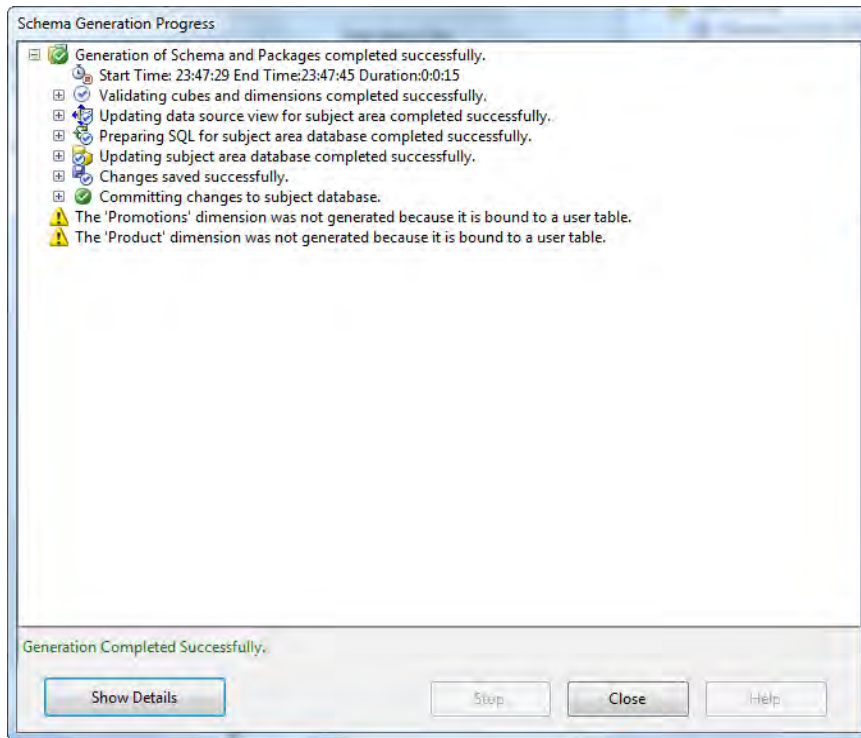 Schema Generation Progress
Generation of Schema and Packages completed successfully.
Start Time: 23:47:29 End Time:23:47:45 Duration:0:0:15
Validating cubes and dimensions completed successfully.
Updating data source view for subject area completed successfully.
Preparing SQL for subject area database completed successfully.
Updating subject area database completed successfully.
Changes saved successfully.
Committing changes to subject database.
The 'Promotions' dimension was not generated because it is bound to a user table.
The 'Product' dimension was not generated because it is bound to a user table.
Generation Completed Successfully.
Show Details Stop Close Help